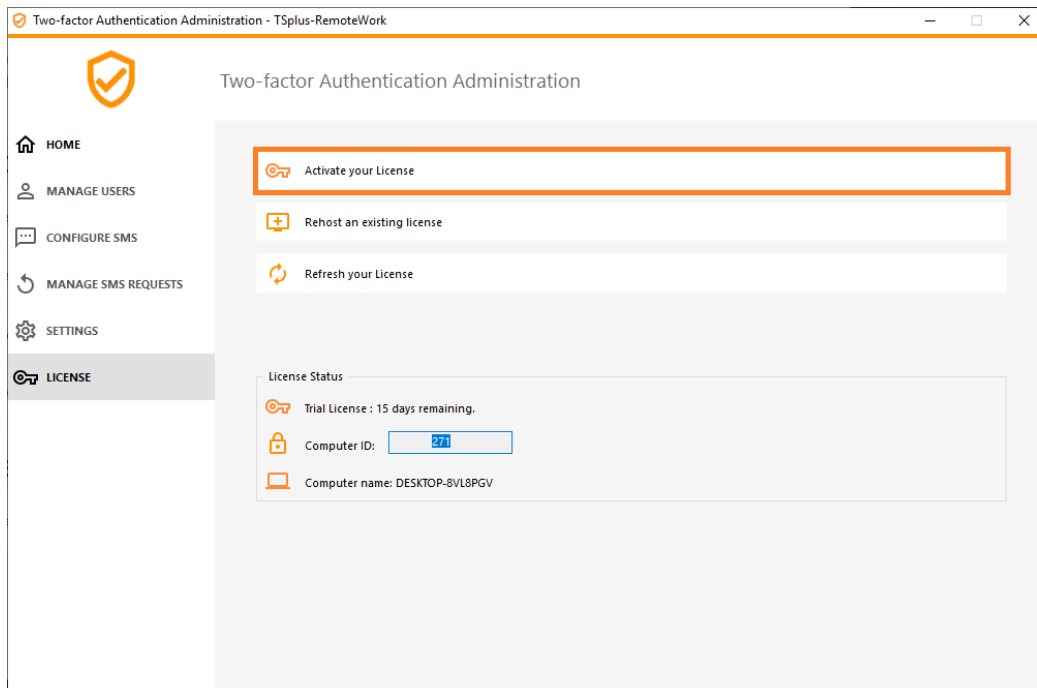 Two-factor Authentication Administration - TSplus-RemoteWork
Two-factor Authentication Administration
HOME
MANAGE USERS
CONFIGURE SMS
MANAGE SMS REQUESTS
SETTINGS
LICENSE
Activate your License
Rehost an existing license
Refresh your License
License Status
Trial License : 15 days remaining.
Computer ID: 271
Computer name: DESKTOP-8VL8PGV